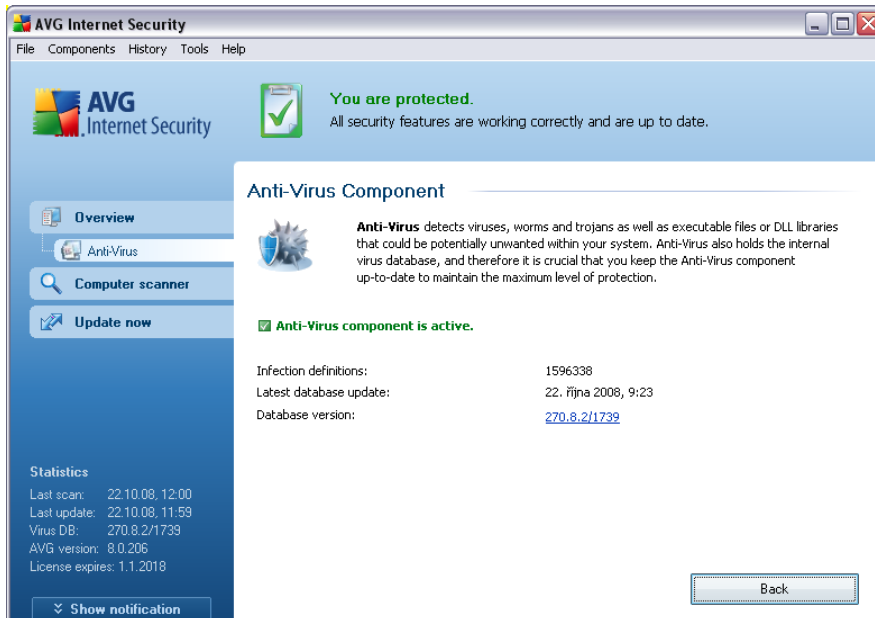 AVG Internet Security
File Components History Tools Help
AVG
Internet Security
You are protected.
All security features are working correctly and are up to date.
Overview
Anti-Virus
Computer scanner
Update now
Anti-Virus Component
Anti-Virus detects viruses, worms and trojans as well as executable files or DLL libraries
that could be potentially unwanted within your system. Anti-Virus also holds the internal
virus database, and therefore it is crucial that you keep the Anti-Virus component
up-to-date to maintain the maximum level of protection.
Anti-Virus component is active.
Infection definitions: 1596338
Latest database update: 22. října 2008, 9:23
Database version: 270.8.2/1739
Statistics
Last scan: 22.10.08, 12:00
Last update: 22.10.08, 11:59
Virus DB: 270.8.2/1739
AVG version: 8.0.206
License expires: 1.1.2018
Show notification
Back